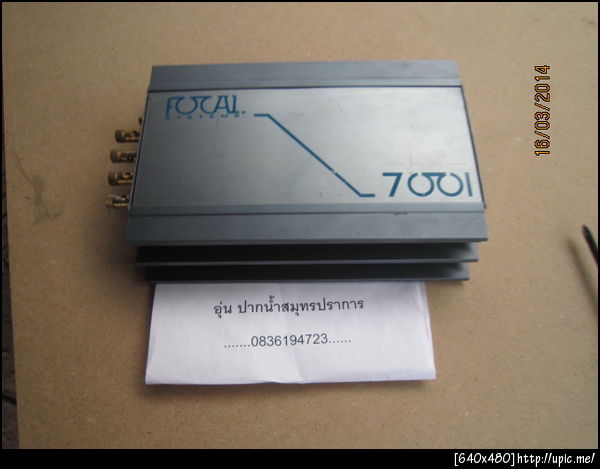 FOCAL
SYSTEMS
7001
16/03/2014
อุ่น ปากน้ำสมุทรปราการ
.......0836194723......
[640x480]http://upic.me/